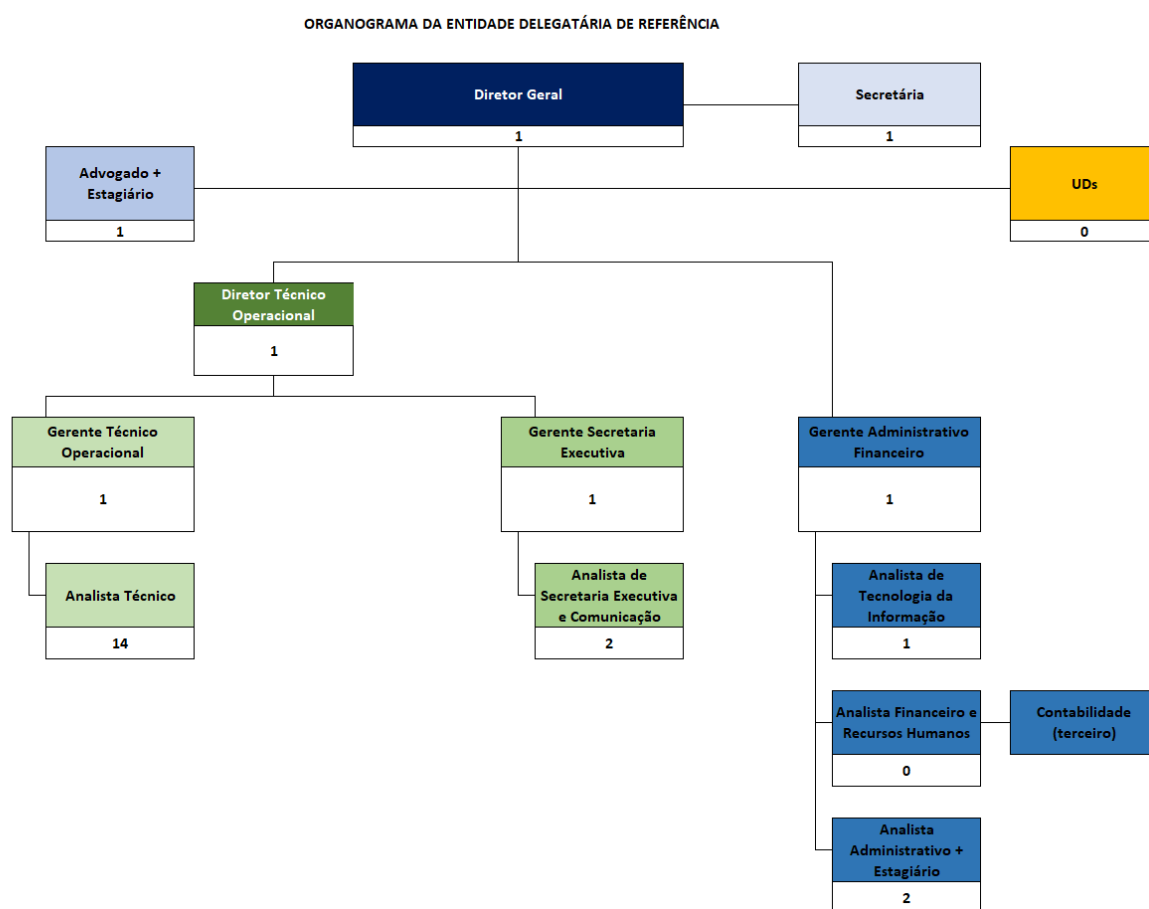 ORGANOGRAMA DA ENTIDADE DELEGATÁRIA DE REFERÊNCIA
Diretor Geral
1
Secretária
1
Advogado +
Estagiário
1
UDs
0
Diretor Técnico
Operacional
1
Gerente Técnico
Operacional
1
Gerente Secretaria
Executiva
1
Gerente Administrativo
Financeiro
1
Analista Técnico
14
Analista de
Secretaria Executiva
e Comunicação
2
Analista de
Tecnologia da
Informação
1
Analista Financeiro e
Recursos Humanos
0
Contabilidade
(terceiro)
Analista
Administrativo +
Estagiário
2